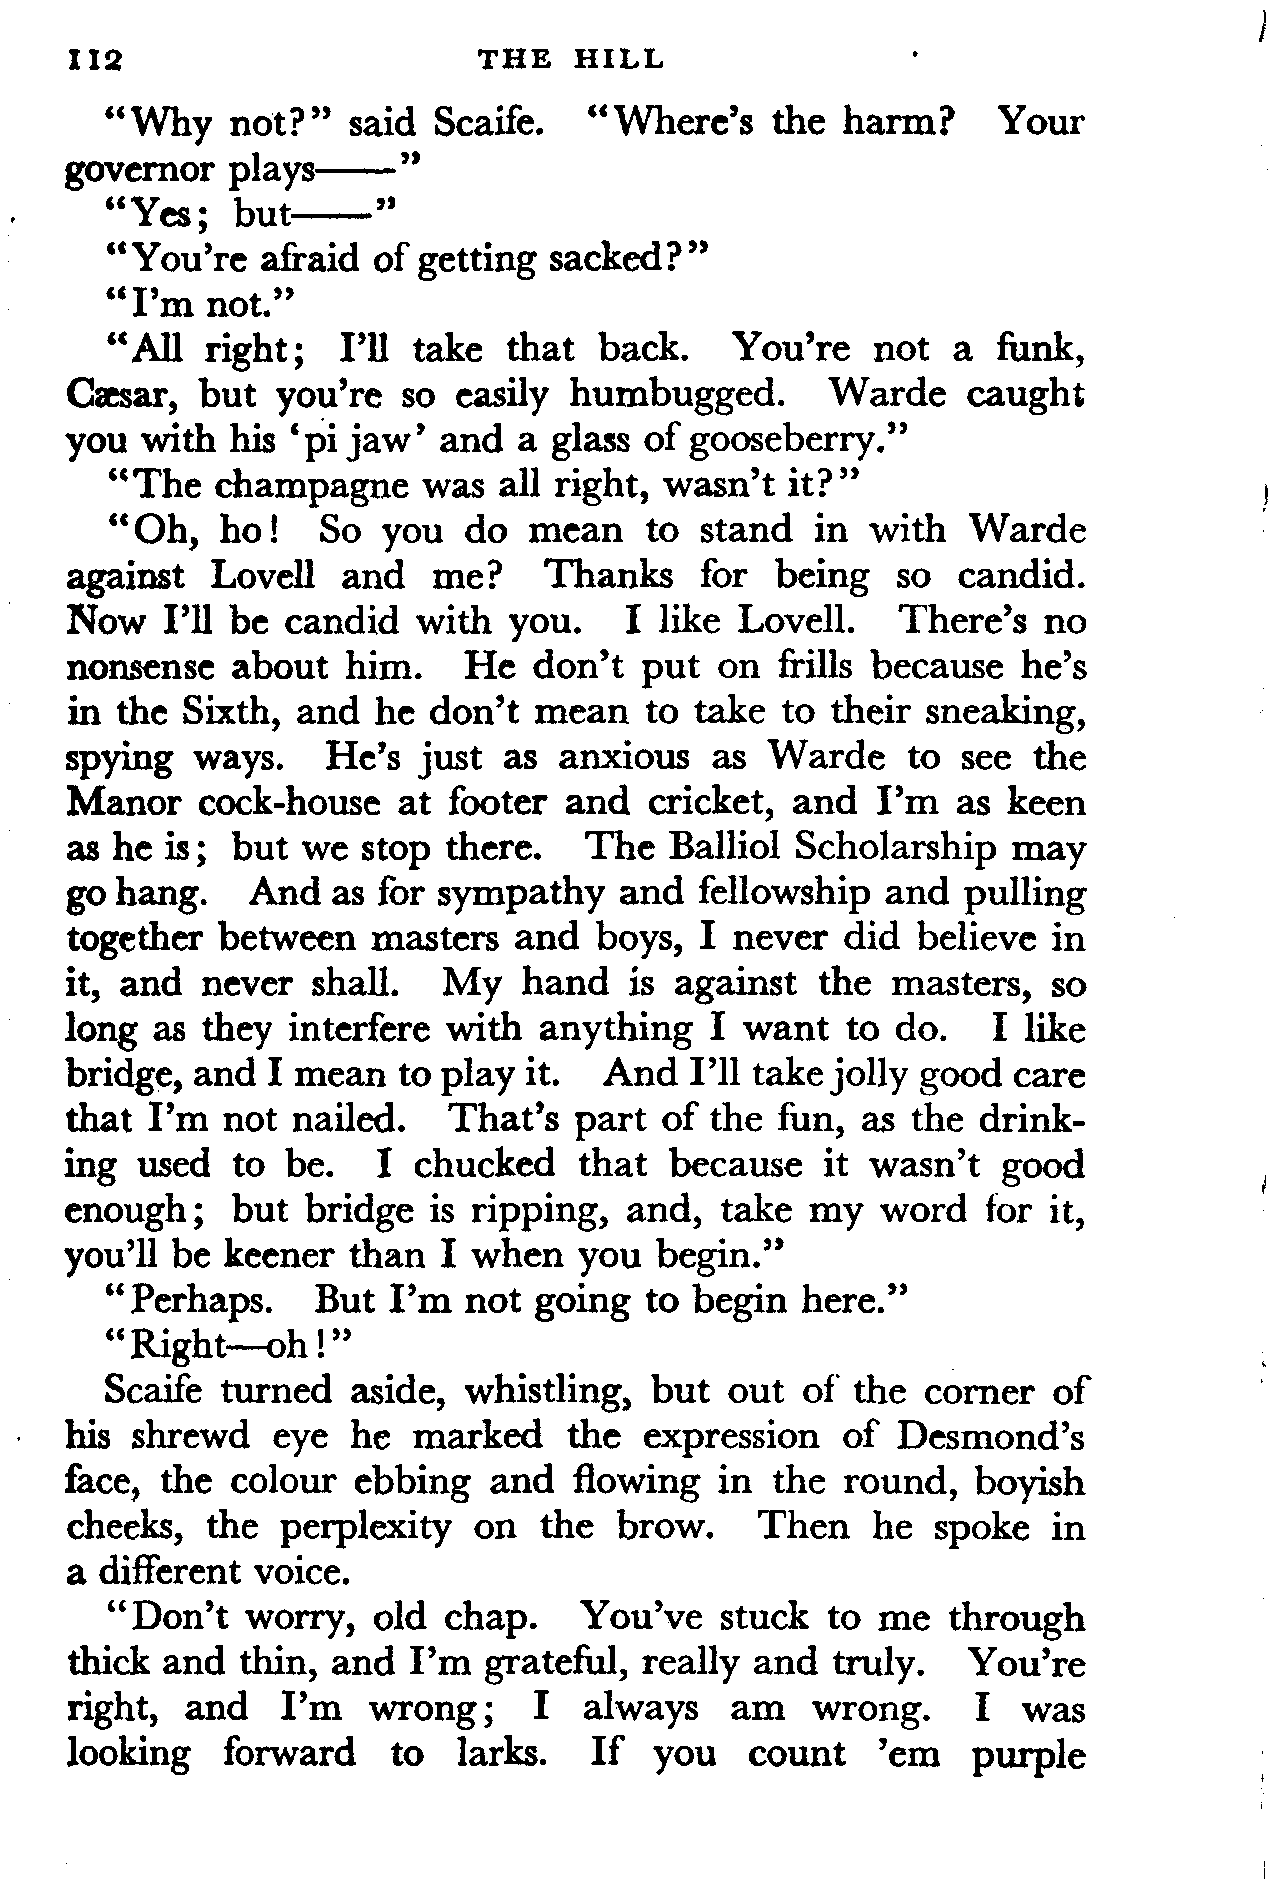 112 THE HILL
“Why not?” said Scaife. “Where’s the harm? Your
governor plays——”
“Yes; but——”
“You’re afraid of getting sacked?”
“I’m not.”
“All right; I’ll take that back. You’re not a funk,
Cæsar, but you’re so easily humbugged. Warde caught
you with his ‘pi jaw’ and a glass of gooseberry.”
“The champagne was all right, wasn’t it?”
“Oh, ho! So you do mean to stand in with Warde
against Lovell and me? Thanks for being so candid.
Now I’ll be candid with you. I like Lovell. There’s no
nonsense about him. He don’t put on frills because he’s
in the Sixth, and he don’t mean to take to their sneaking,
spying ways. He’s just as anxious as Warde to see the
Manor cock-house at footer and cricket, and I’m as keen
as he is; but we stop there. The Balliol Scholarship may
go hang. And as for sympathy and fellowship and pulling
together between masters and boys, I never did believe in
it, and never shall. My hand is against the masters, so
long as they interfere with anything I want to do. I like
bridge, and I mean to play it. And I’ll take jolly good care
that I’m not nailed. That’s part of the fun, as the drink-
ing used to be. I chucked that because it wasn’t good
enough; but bridge is ripping, and, take my word for it,
you’ll be keener than I when you begin.”
“Perhaps. But I’m not going to begin here.”
“Right—oh!”
Scaife turned aside, whistling, but out of the corner of
his shrewd eye he marked the expression of Desmond’s
face, the colour ebbing and flowing in the round, boyish
cheeks, the perplexity on the brow. Then he spoke in
a different voice.
“Don’t worry, old chap. You’ve stuck to me through
thick and thin, and I’m grateful, really and truly. You’re
right, and I’m wrong; I always am wrong. I was
looking forward to larks. If you count ’em purple